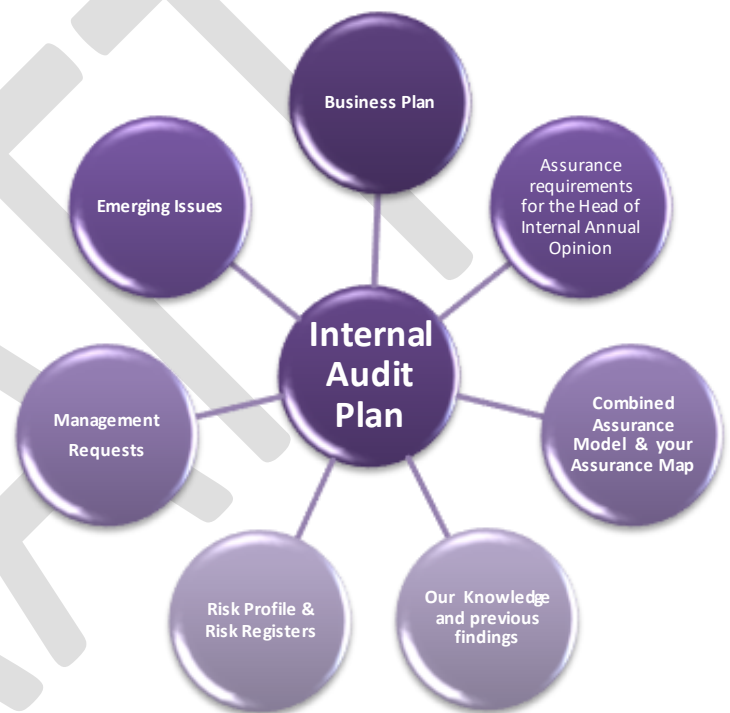 Business Plan
Assurance
requirements
for the Head of
Internal Annual
Opinion
Emerging Issues
Internal
Audit
Plan
Combined
Assurance
Model & your
Assurance Map
Management
Requests
Our Knowledge
and previous
findings
Risk Profile &
Risk Registers